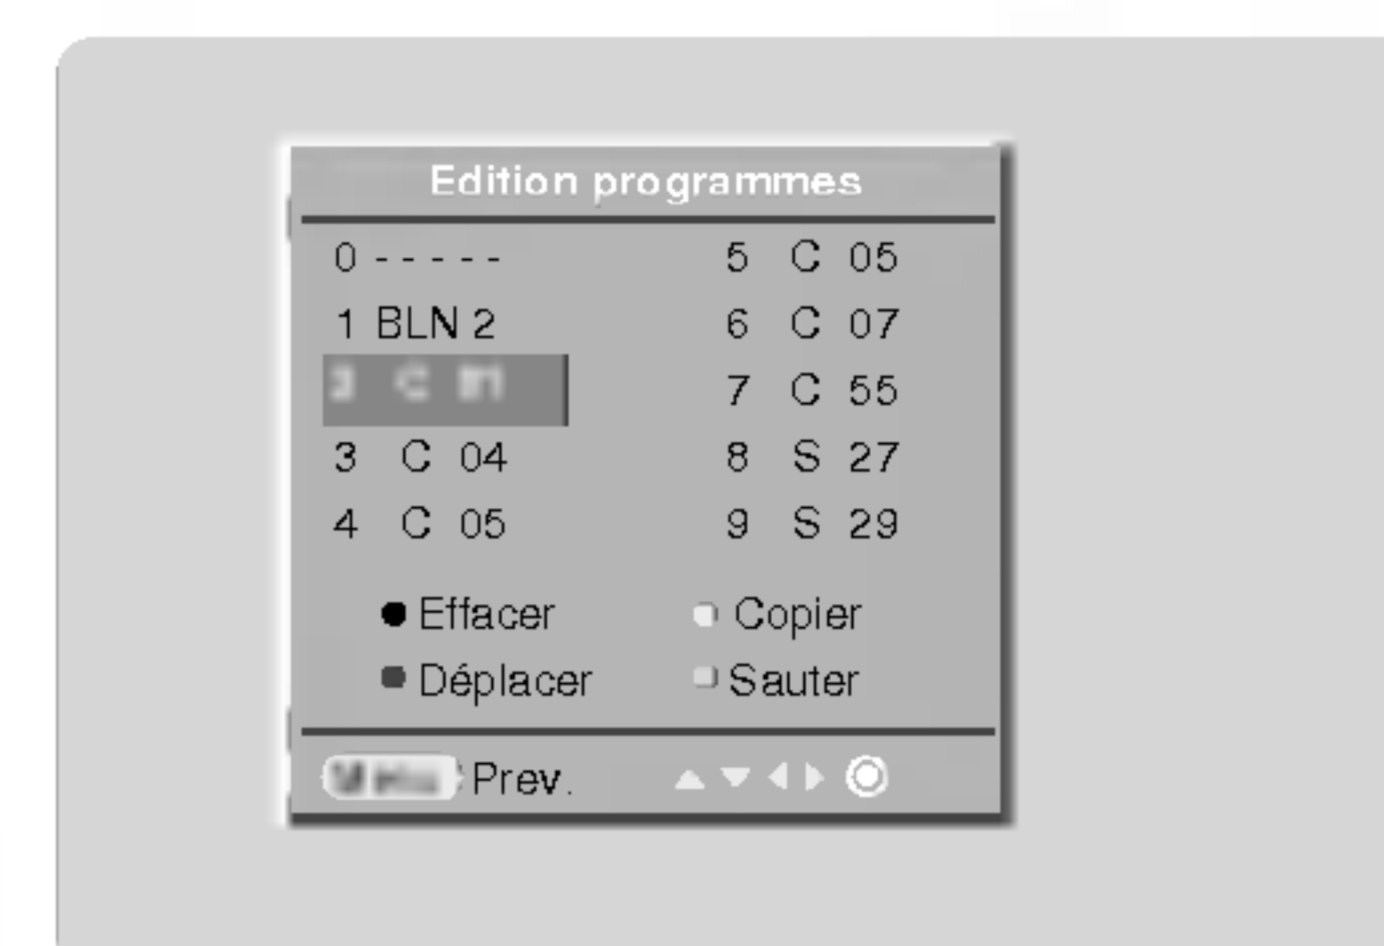 Edition programmes
0 - - - - -
1 BLN 2
C
3 C 04
4 C 05
5 C 05
6 C 07
7 C 55
8 S 27
9 S 29
Effacer
Copier
Déplacer
Sauter
Prev.